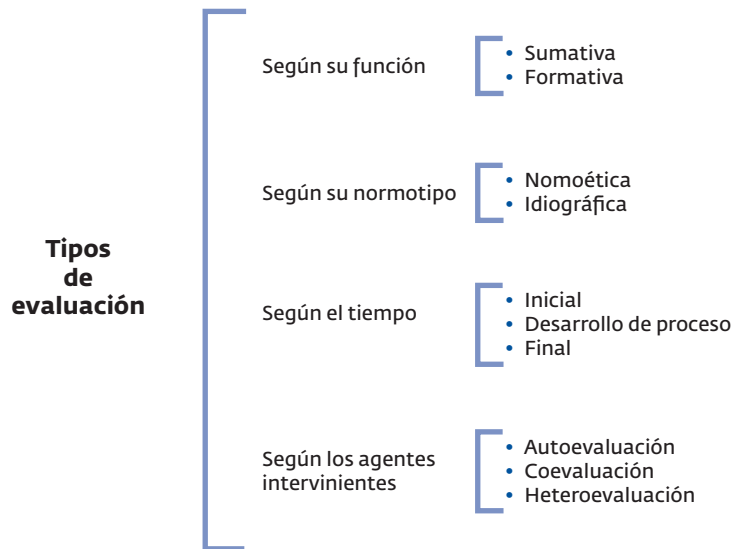 Tipos
de
evaluación
Según su función
• Sumativa
• Formativa
Según su normotipo
• Nomoética
• Idiográfica
Según el tiempo
• Inicial
• Desarrollo de proceso
• Final
Según los agentes
intervinientes
• Autoevaluación
• Coevaluación
• Heteroevaluación